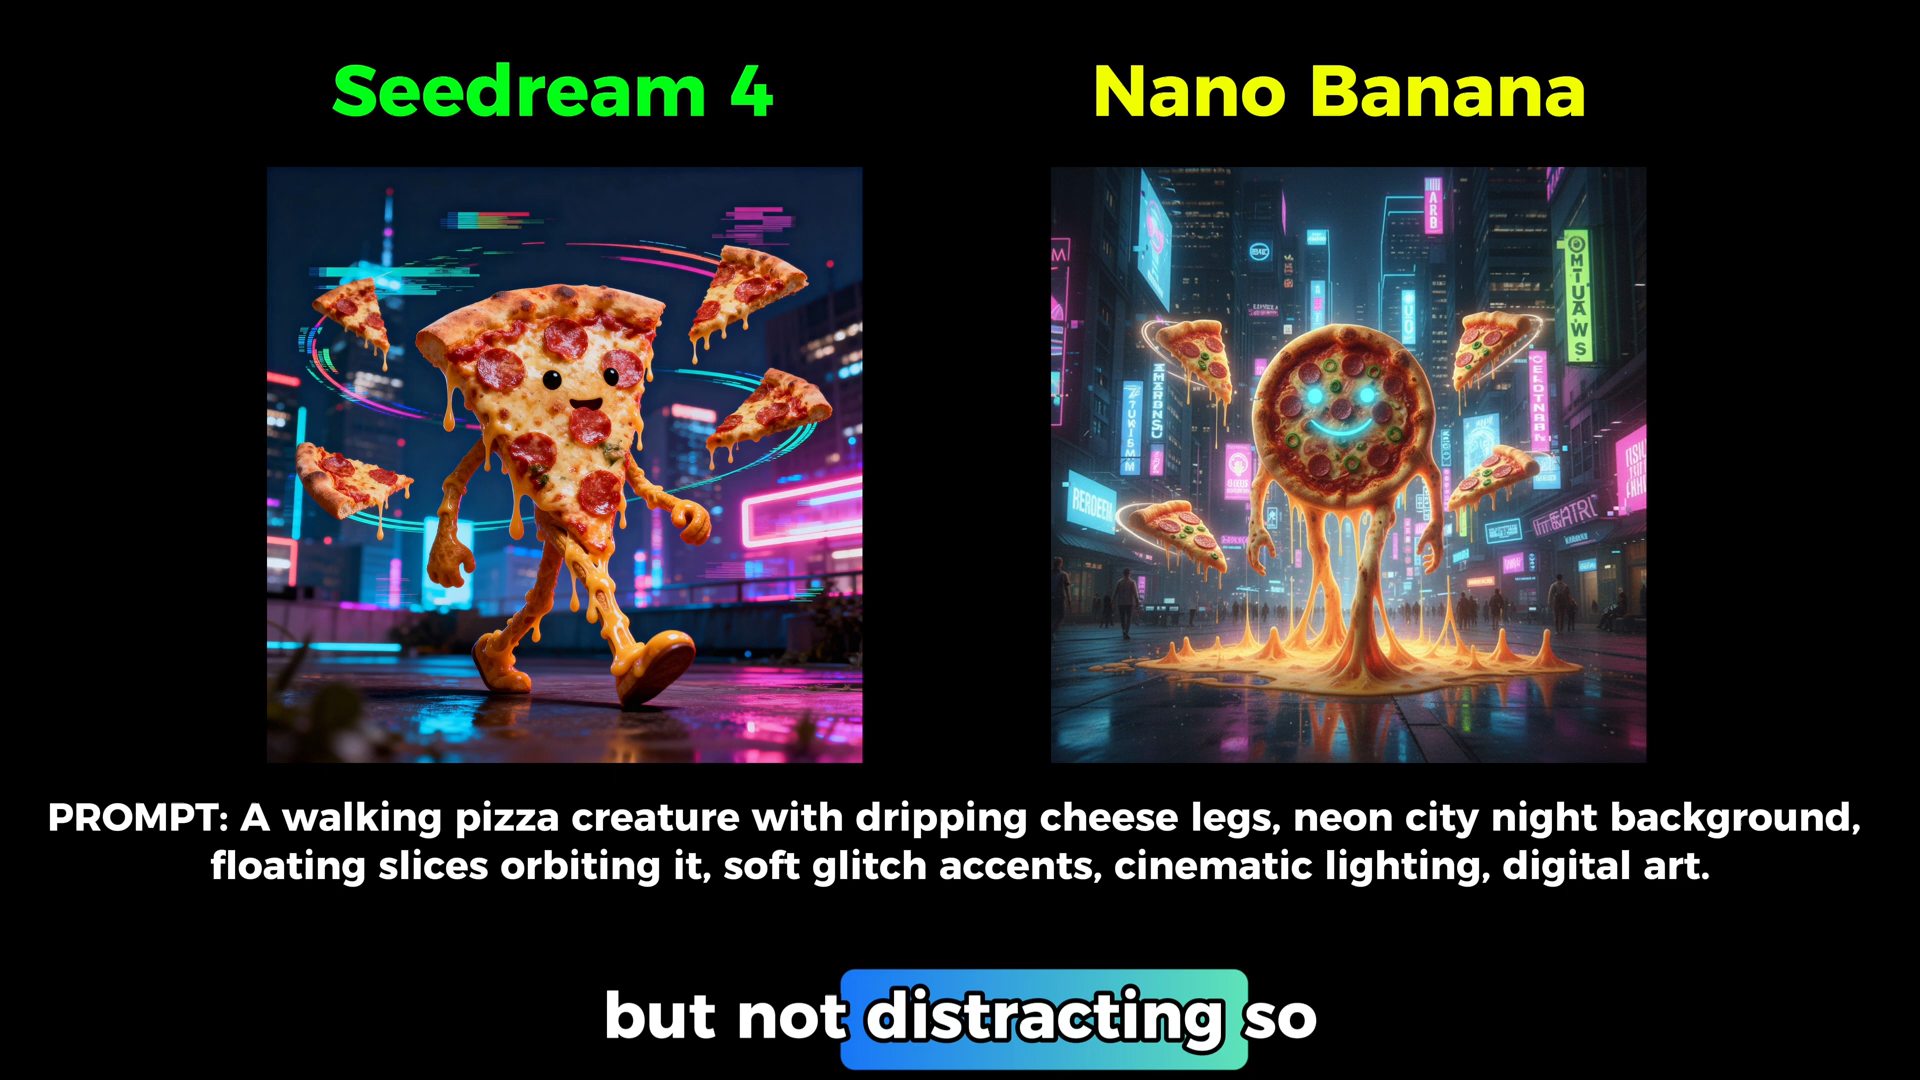 Seedream 4
Nano Banana
PROMPT: A walking pizza creature with dripping cheese legs, neon city night background,
floating slices orbiting it, soft glitch accents, cinematic lighting, digital art.
but not distracting so